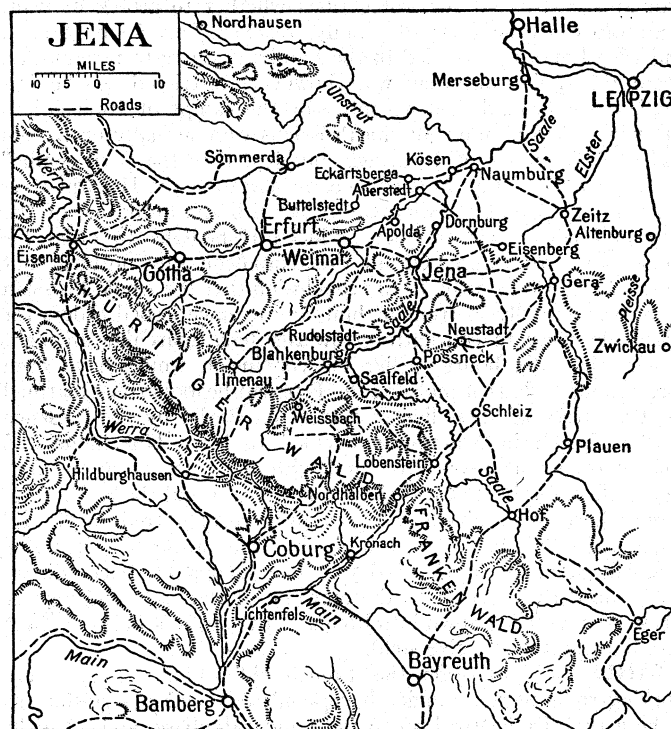 JENA
MILES
10 5 0 10
Roads
Nordhausen
Halle
Merseburg
LEIPZIG
Unstrut
Saale
Elster
Werra
Sömmerda
Kösen
Eckartsberga
Auerstedt
Naumburg
Buttelstedt
Zeitz
Altenburg
Erfurt
Apolda
Dornburg
Eisenach
Weimar
Eisenberg
Gotha
Jena
Gera
Pleisse
THÜRINGER WALD
Saale
Rudolstadt
Neustadt
Zwickau
Blankenburg
Possneck
Ilmenau
Saalfeld
Weissbach
Schleiz
Werra
Plauen
Hildburghausen
Lobenstein
Saale
Nordhalben
Hof
FRANKEN WALD
Coburg
Kronach
Lichtenfels
Main
Eger
Main
Bayreuth
Bamberg